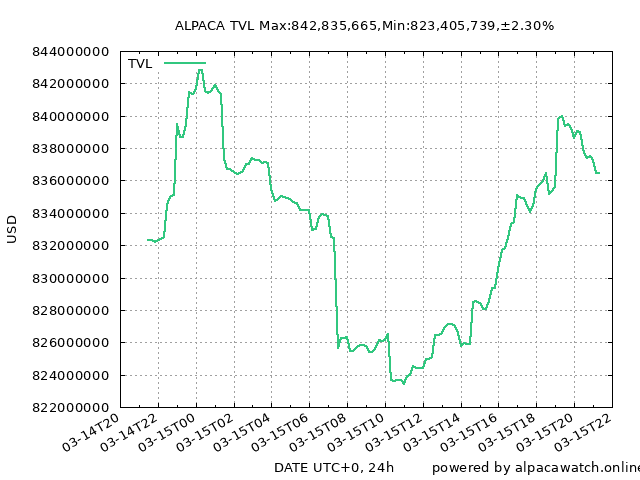 ALPACA TVL Max:842,835,665,Min:823,405,739,±2.30%
TVL
844000000
842000000
840000000
838000000
836000000
834000000
832000000
830000000
828000000
826000000
824000000
822000000
USD
03-14T20
03-14T22
03-15T00
03-15T02
03-15T04
03-15T06
03-15T08
03-15T10
03-15T12
03-15T14
03-15T16
03-15T18
03-15T20
03-15T22
DATE UTC+0, 24h
powered by alpacawatch.online